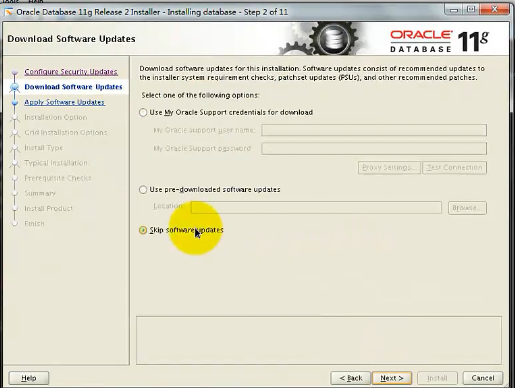 Oracle Database 11g Release 2 Installer - Installing database - Step 2 of 11
Download Software Updates
ORACLE
DATABASE
11g
Configure Security Updates
Download Software Updates
Apply Software Updates
Installation Option
Grid Installation Options
Install Type
Typical Installation
Prerequisite Checks
Summary
Install Product
Finish
Download software updates for this installation. Software updates consist of recommended updates to
the installer system requirement checks, patchset updates (PSUs), and other recommended patches.
Select one of the following options:
Use My Oracle Support credentials for download
My Oracle Support user name:
My Oracle Support password:
Proxy Settings...
Test Connection
Use pre-downloaded software updates
Location:
Browse...
Skip software updates
Help
< Back
Next >
Install
Cancel